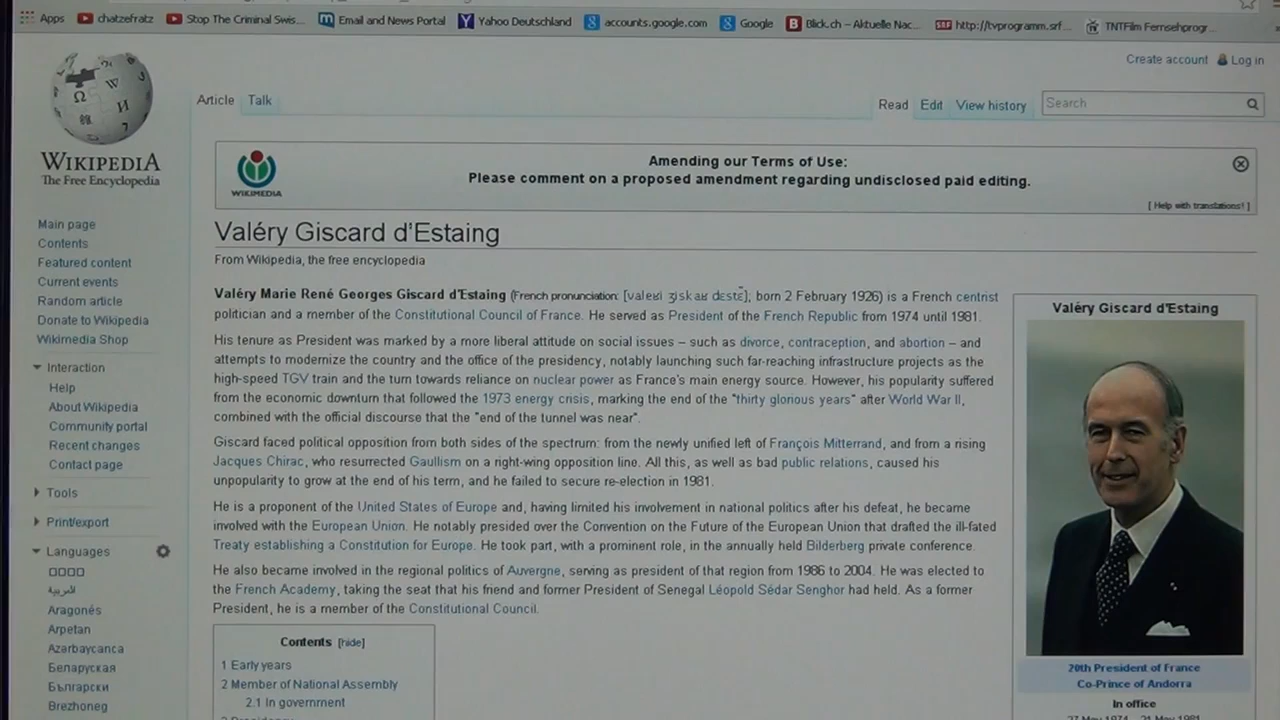 Apps chatzefratz Stop The Criminal Swis... Email and News Portal Yahoo Deutschland accounts.google.com Google Blick.ch – Aktuelle Nac... http://tvprogramm.srf... TNTFilm Fernsehprogr...
Create account Log in
Article Talk Read Edit View history Search
WIKIPEDIA
The Free Encyclopedia
Amending our Terms of Use:
Please comment on a proposed amendment regarding undisclosed paid editing.
WIKIMEDIA
[ Help with translations! ]
Main page
Contents
Featured content
Current events
Random article
Donate to Wikipedia
Wikimedia Shop
Interaction
Help
About Wikipedia
Community portal
Recent changes
Contact page
Tools
Print/export
Languages
العربية
Aragonés
Arpetan
Azərbaycanca
Беларуская
Български
Brezhoneg
Valéry Giscard d'Estaing
From Wikipedia, the free encyclopedia
Valéry Marie René Georges Giscard d'Estaing (French pronunciation: [valeʁi ʒiskaʁ dɛstɛ̃]; born 2 February 1926) is a French centrist
politician and a member of the Constitutional Council of France. He served as President of the French Republic from 1974 until 1981.
His tenure as President was marked by a more liberal attitude on social issues – such as divorce, contraception, and abortion – and
attempts to modernize the country and the office of the presidency, notably launching such far-reaching infrastructure projects as the
high-speed TGV train and the turn towards reliance on nuclear power as France's main energy source. However, his popularity suffered
from the economic downturn that followed the 1973 energy crisis, marking the end of the "thirty glorious years" after World War II,
combined with the official discourse that the "end of the tunnel was near".
Giscard faced political opposition from both sides of the spectrum: from the newly unified left of François Mitterrand, and from a rising
Jacques Chirac, who resurrected Gaullism on a right-wing opposition line. All this, as well as bad public relations, caused his
unpopularity to grow at the end of his term, and he failed to secure re-election in 1981.
He is a proponent of the United States of Europe and, having limited his involvement in national politics after his defeat, he became
involved with the European Union. He notably presided over the Convention on the Future of the European Union that drafted the ill-fated
Treaty establishing a Constitution for Europe. He took part, with a prominent role, in the annually held Bilderberg private conference.
He also became involved in the regional politics of Auvergne, serving as president of that region from 1986 to 2004. He was elected to
the French Academy, taking the seat that his friend and former President of Senegal Léopold Sédar Senghor had held. As a former
President, he is a member of the Constitutional Council.
Contents [hide]
1 Early years
2 Member of National Assembly
2.1 In government
Valéry Giscard d'Estaing
20th President of France
Co-Prince of Andorra
In office